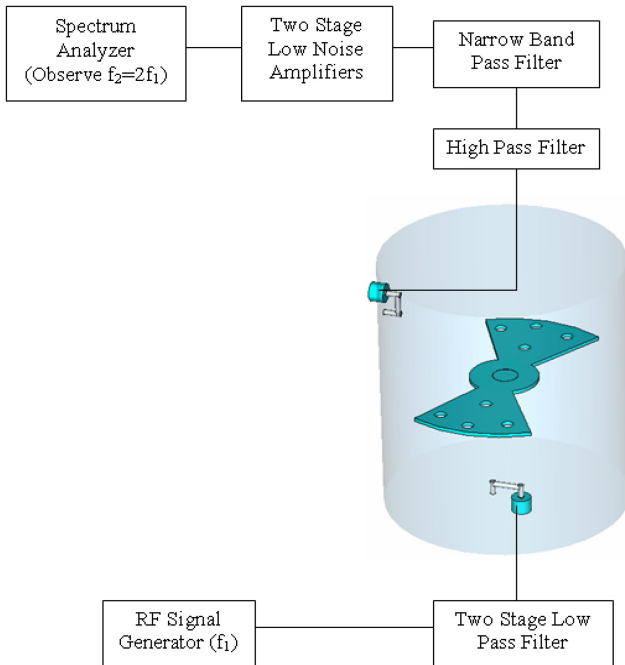 Spectrum
Analyzer
(Observe f₂=2f₁)
Two Stage
Low Noise
Amplifiers
Narrow Band
Pass Filter
High Pass Filter
RF Signal
Generator (f₁)
Two Stage Low
Pass Filter